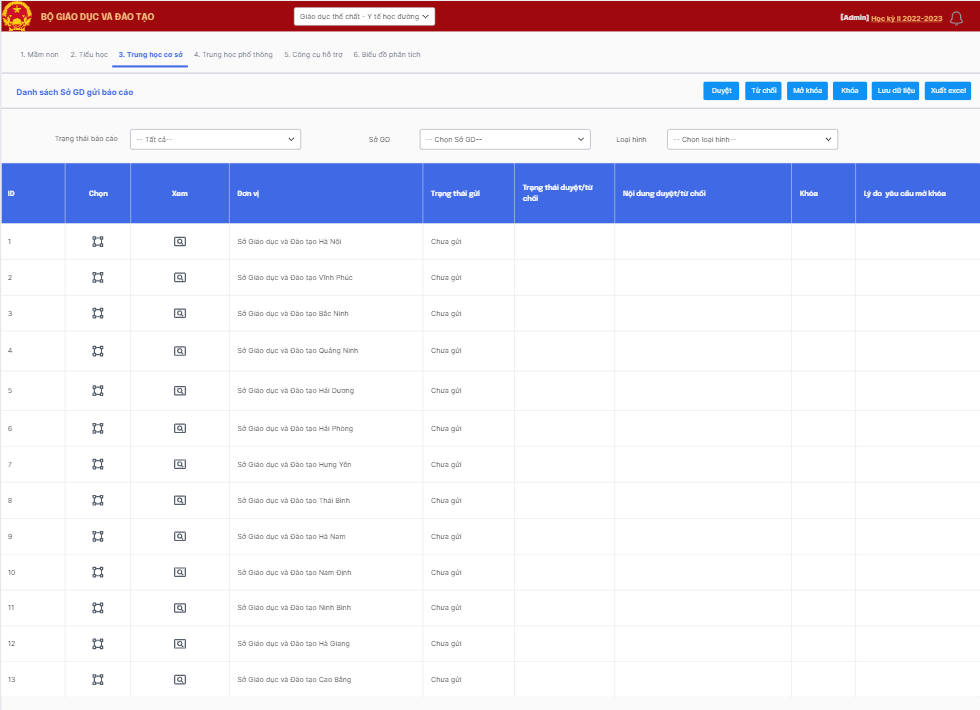 BỘ GIÁO DỤC VÀ ĐÀO TẠO
Giáo dục thể chất - Y tế học đường
[Admin] Học kỳ II 2022-2023
1. Mầm non 2. Tiểu học 3. Trung học cơ sở 4. Trung học phổ thông 5. Công cụ hỗ trợ 6. Biểu đồ phân tích
Danh sách Sở GD gửi báo cáo
Duyệt Từ chối Mở khóa Khóa Lưu dữ liệu Xuất excel
Trạng thái báo cáo -- Tất cả-- Sở GD -- Chọn Sở GD-- Loại hình -- Chọn loại hình--
ID Chọn Xem Đơn vị Trạng thái gửi Trạng thái duyệt/từ chối Nội dung duyệt/từ chối Khóa Lý do yêu cầu mở khóa
1 Sở Giáo dục và Đào tạo Hà Nội Chưa gửi
2 Sở Giáo dục và Đào tạo Vĩnh Phúc Chưa gửi
3 Sở Giáo dục và Đào tạo Bắc Ninh Chưa gửi
4 Sở Giáo dục và Đào tạo Quảng Ninh Chưa gửi
5 Sở Giáo dục và Đào tạo Hải Dương Chưa gửi
6 Sở Giáo dục và Đào tạo Hải Phòng Chưa gửi
7 Sở Giáo dục và Đào tạo Hưng Yên Chưa gửi
8 Sở Giáo dục và Đào tạo Thái Bình Chưa gửi
9 Sở Giáo dục và Đào tạo Hà Nam Chưa gửi
10 Sở Giáo dục và Đào tạo Nam Định Chưa gửi
11 Sở Giáo dục và Đào tạo Ninh Bình Chưa gửi
12 Sở Giáo dục và Đào tạo Hà Giang Chưa gửi
13 Sở Giáo dục và Đào tạo Cao Bằng Chưa gửi